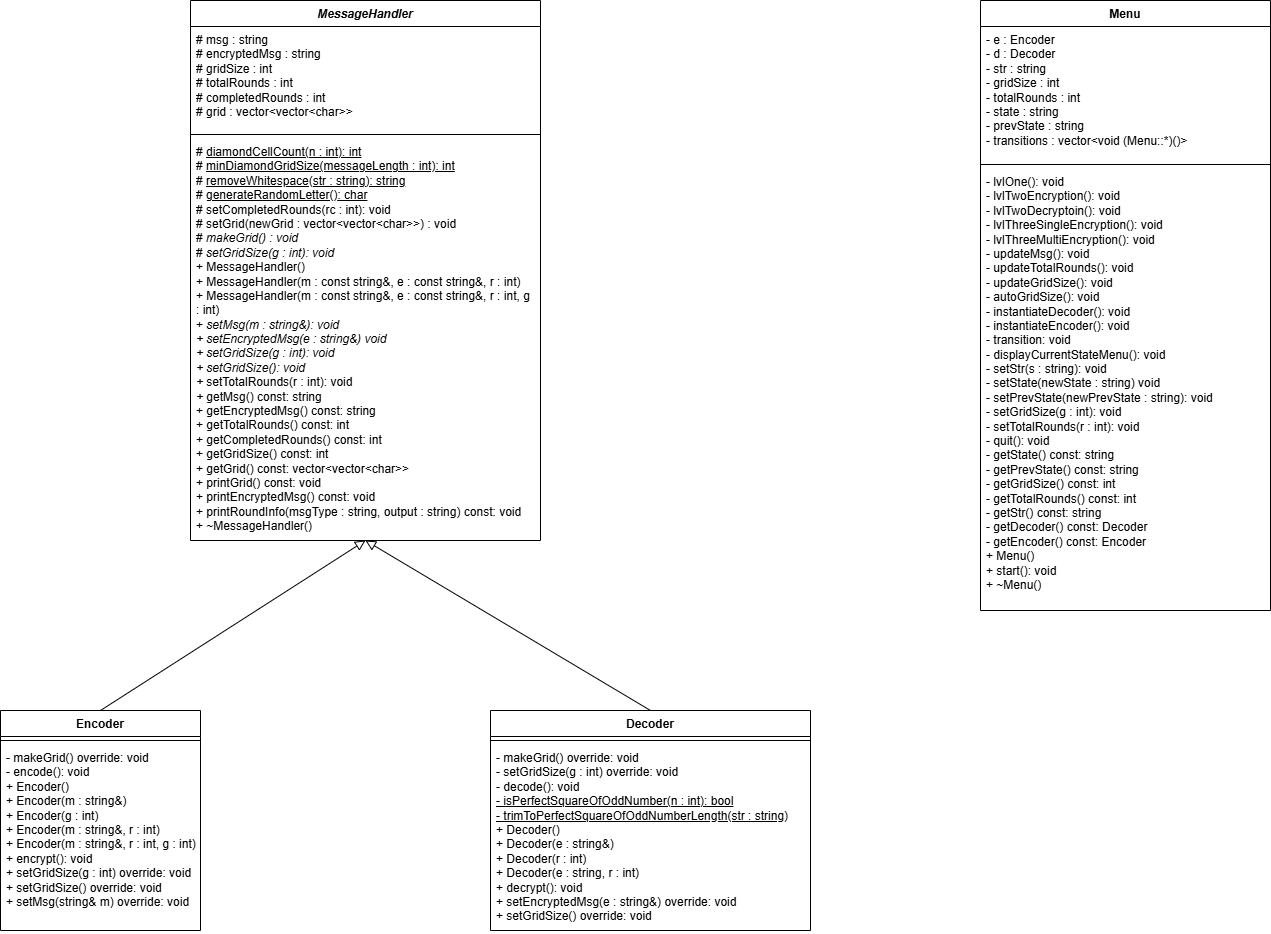 MessageHandler
# msg : string
# encryptedMsg : string
# gridSize : int
# totalRounds : int
# completedRounds : int
# grid : vector<vector<char>>
# diamondCellCount(n : int): int
# minDiamondGridSize(messageLength : int): int
# removeWhitespace(str : string): string
# generateRandomLetter(): char
# setCompletedRounds(rc : int): void
# setGrid(newGrid : vector<vector<char>>) : void
# makeGrid() : void
# setGridSize(g : int): void
+ MessageHandler()
+ MessageHandler(m : const string&, e : const string&, r : int)
+ MessageHandler(m : const string&, e : const string&, r : int, g
: int)
+ setMsg(m : string&): void
+ setEncryptedMsg(e : string&) void
+ setGridSize(g : int): void
+ setGridSize(): void
+ setTotalRounds(r : int): void
+ getMsg() const: string
+ getEncryptedMsg() const: string
+ getTotalRounds() const: int
+ getCompletedRounds() const: int
+ getGridSize() const: int
+ getGrid() const: vector<vector<char>>
+ printGrid() const: void
+ printEncryptedMsg() const: void
+ printRoundInfo(msgType : string, output : string) const: void
+ ~MessageHandler()
Menu
- e : Encoder
- d : Decoder
- str : string
- gridSize : int
- totalRounds : int
- state : string
- prevState : string
- transitions : vector<void (Menu::*)()>
- lvlOne(): void
- lvlTwoEncryption(): void
- lvlTwoDecryptoin(): void
- lvlThreeSingleEncryption(): void
- lvlThreeMultiEncryption(): void
- updateMsg(): void
- updateTotalRounds(): void
- updateGridSize(): void
- autoGridSize(): void
- instantiateDecoder(): void
- instantiateEncoder(): void
- transition: void
- displayCurrentStateMenu(): void
- setStr(s : string): void
- setState(newState : string) void
- setPrevState(newPrevState : string): void
- setGridSize(g : int): void
- setTotalRounds(r : int): void
- quit(): void
- getState() const: string
- getPrevState() const: string
- getGridSize() const: int
- getTotalRounds() const: int
- getStr() const: string
- getDecoder() const: Decoder
- getEncoder() const: Encoder
+ Menu()
+ start(): void
+ ~Menu()
Encoder
- makeGrid() override: void
- encode(): void
+ Encoder()
+ Encoder(m : string&)
+ Encoder(g : int)
+ Encoder(m : string&, r : int)
+ Encoder(m : string&, r : int, g : int)
+ encrypt(): void
+ setGridSize(g : int) override: void
+ setGridSize() override: void
+ setMsg(string& m) override: void
Decoder
- makeGrid() override: void
- setGridSize(g : int) override: void
- decode(): void
- isPerfectSquareOfOddNumber(n : int): bool
- trimToPerfectSquareOfOddNumberLength(str : string)
+ Decoder()
+ Decoder(e : string&)
+ Decoder(r : int)
+ Decoder(e : string, r : int)
+ decrypt(): void
+ setEncryptedMsg(e : string&) override: void
+ setGridSize() override: void